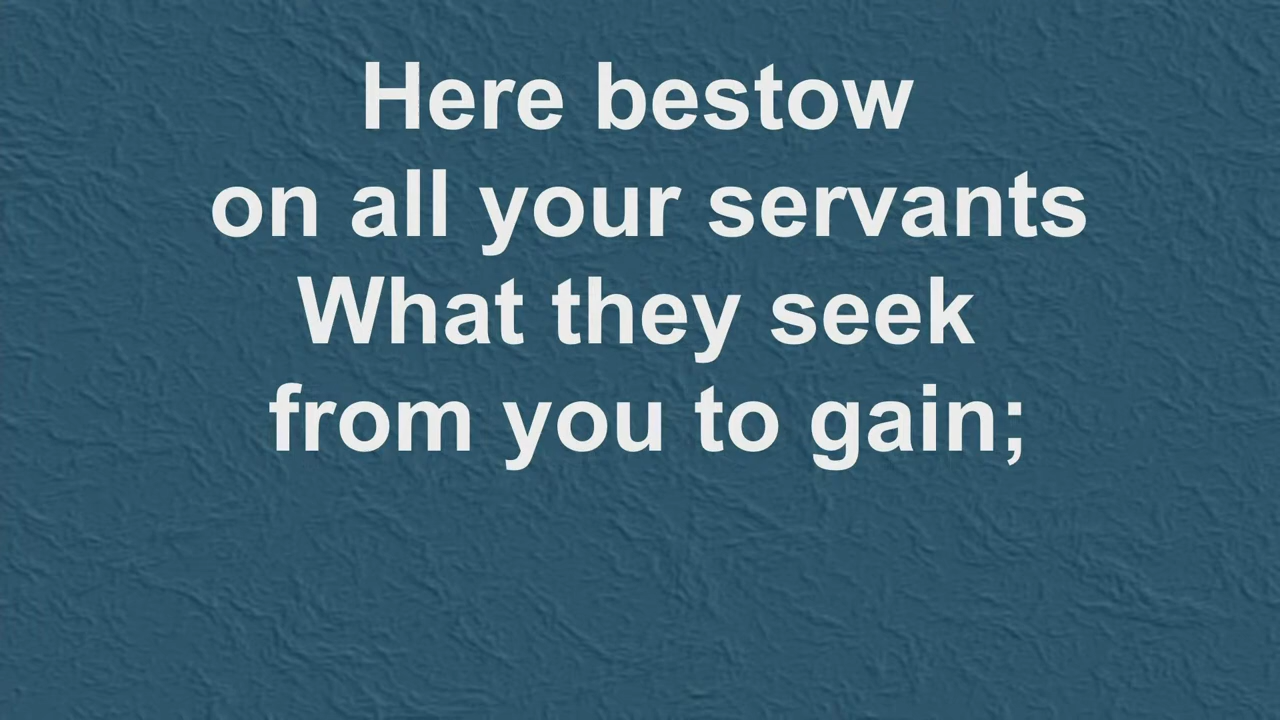 Here bestow
on all your servants
What they seek
from you to gain;